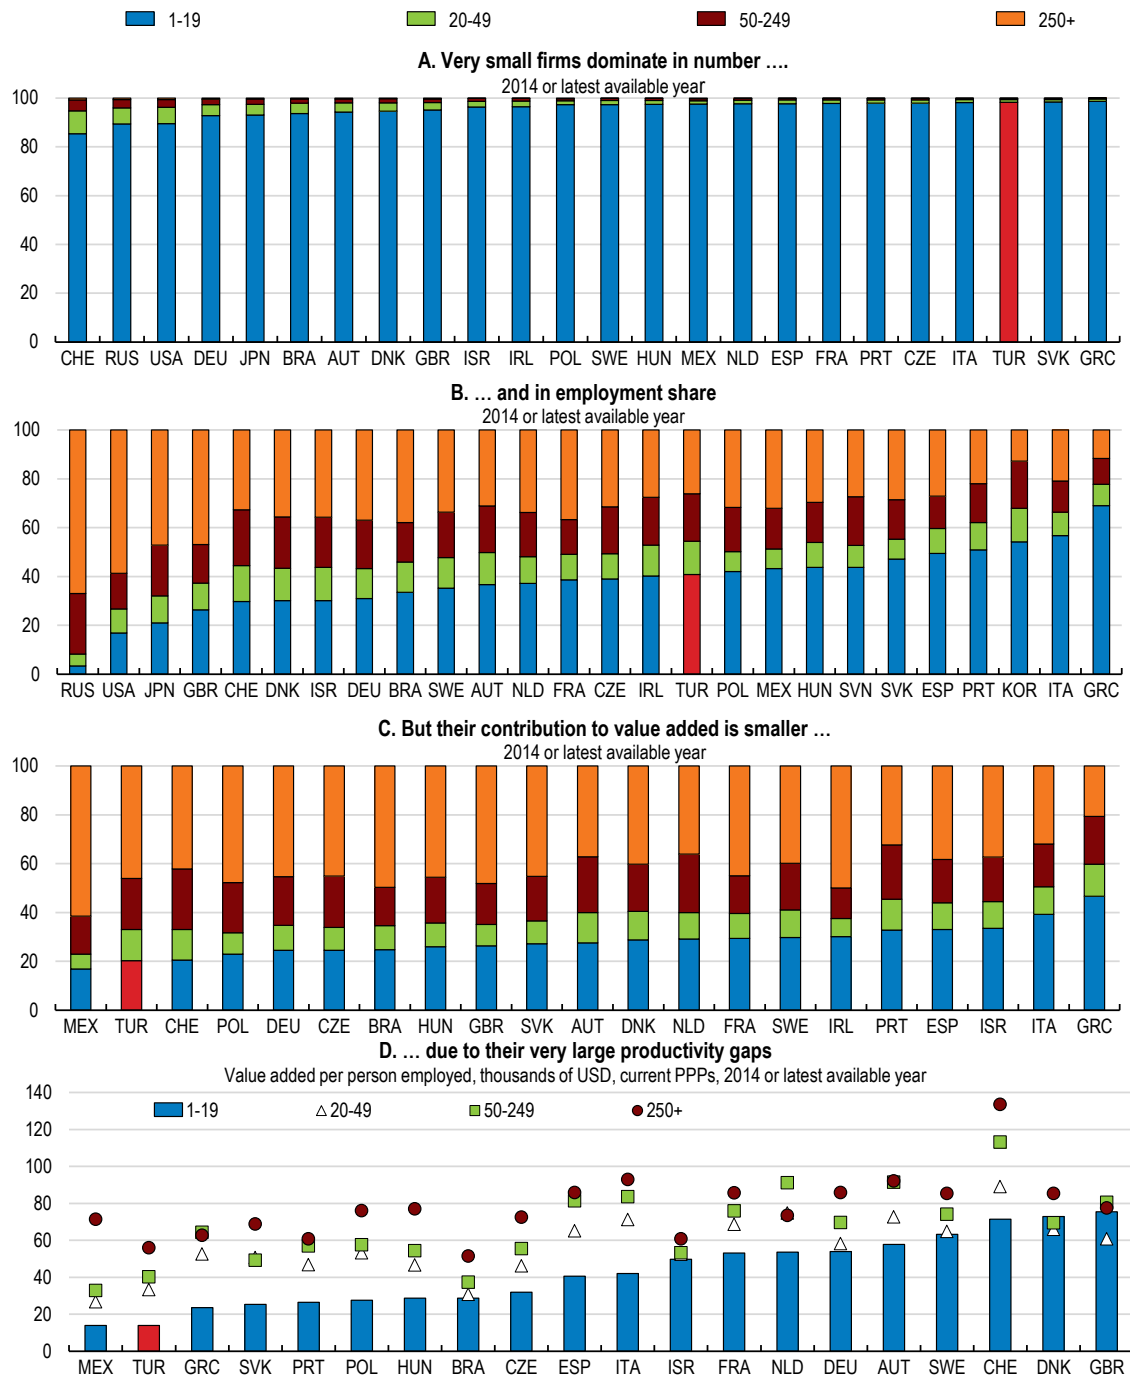 1-19 20-49 50-249 250+
A. Very small firms dominate in number ….
2014 or latest available year
100
80
60
40
20
0
CHE RUS USA DEU JPN BRA AUT DNK GBR ISR IRL POL SWE HUN MEX NLD ESP FRA PRT CZE ITA TUR SVK GRC
B. … and in employment share
2014 or latest available year
100
80
60
40
20
0
RUS USA JPN GBR CHE DNK ISR DEU BRA SWE AUT NLD FRA CZE IRL TUR POL MEX HUN SVN SVK ESP PRT KOR ITA GRC
C. But their contribution to value added is smaller …
2014 or latest available year
100
80
60
40
20
0
MEX TUR CHE POL DEU CZE BRA HUN GBR SVK AUT DNK NLD FRA SWE IRL PRT ESP ISR ITA GRC
D. … due to their very large productivity gaps
Value added per person employed, thousands of USD, current PPPs, 2014 or latest available year
1-19 20-49 50-249 250+
140
120
100
80
60
40
20
0
MEX TUR GRC SVK PRT POL HUN BRA CZE ESP ITA ISR FRA NLD DEU AUT SWE CHE DNK GBR